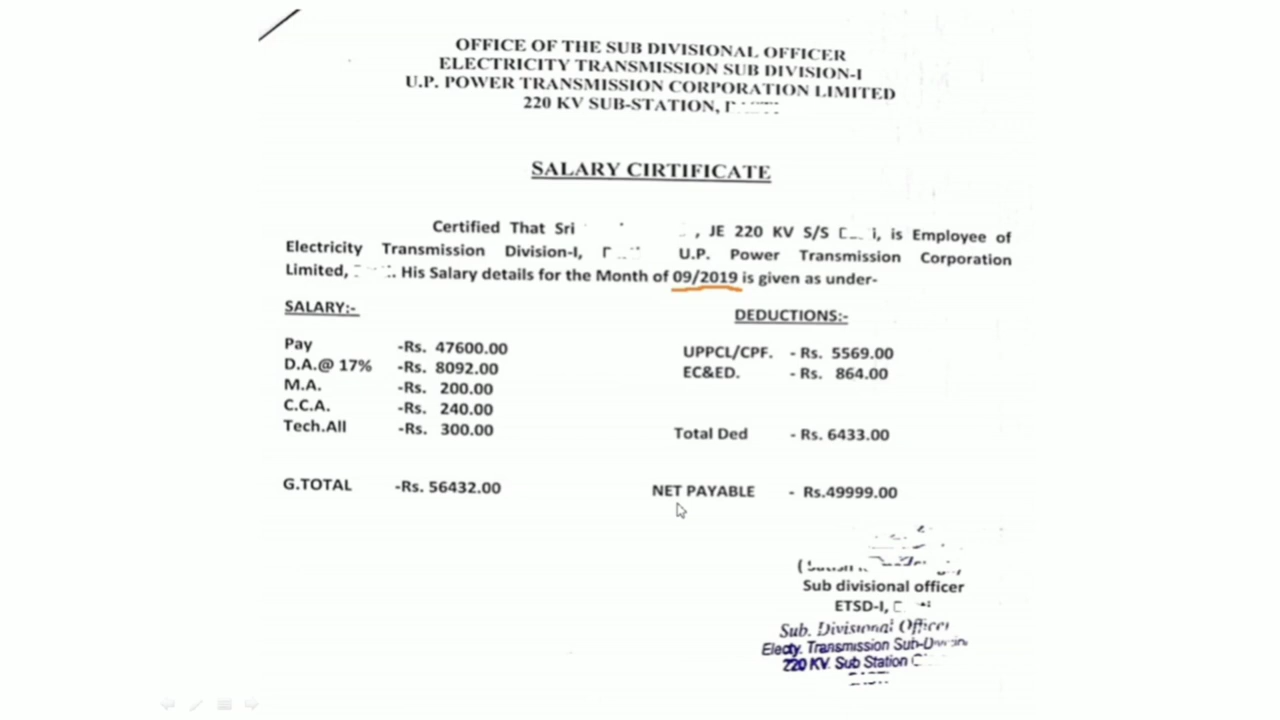 OFFICE OF THE SUB DIVISIONAL OFFICER
ELECTRICITY TRANSMISSION SUB DIVISION-I
U.P. POWER TRANSMISSION CORPORATION LIMITED
220 KV SUB-STATION,
SALARY CIRTIFICATE
Certified That Sri , JE 220 KV S/S is Employee of
Electricity Transmission Division-I, U.P. Power Transmission Corporation
Limited, His Salary details for the Month of 09/2019 is given as under-
SALARY:- DEDUCTIONS:-
Pay -Rs. 47600.00 UPPCL/CPF. - Rs. 5569.00
D.A.@ 17% -Rs. 8092.00 EC&ED. - Rs. 864.00
M.A. -Rs. 200.00
C.C.A. -Rs. 240.00
Tech.All -Rs. 300.00 Total Ded - Rs. 6433.00
G.TOTAL -Rs. 56432.00 NET PAYABLE - Rs.49999.00
Sub divisional officer
ETSD-I,
Sub. Divisional Officer
Electy. Transmission
220 KV. Sub Station